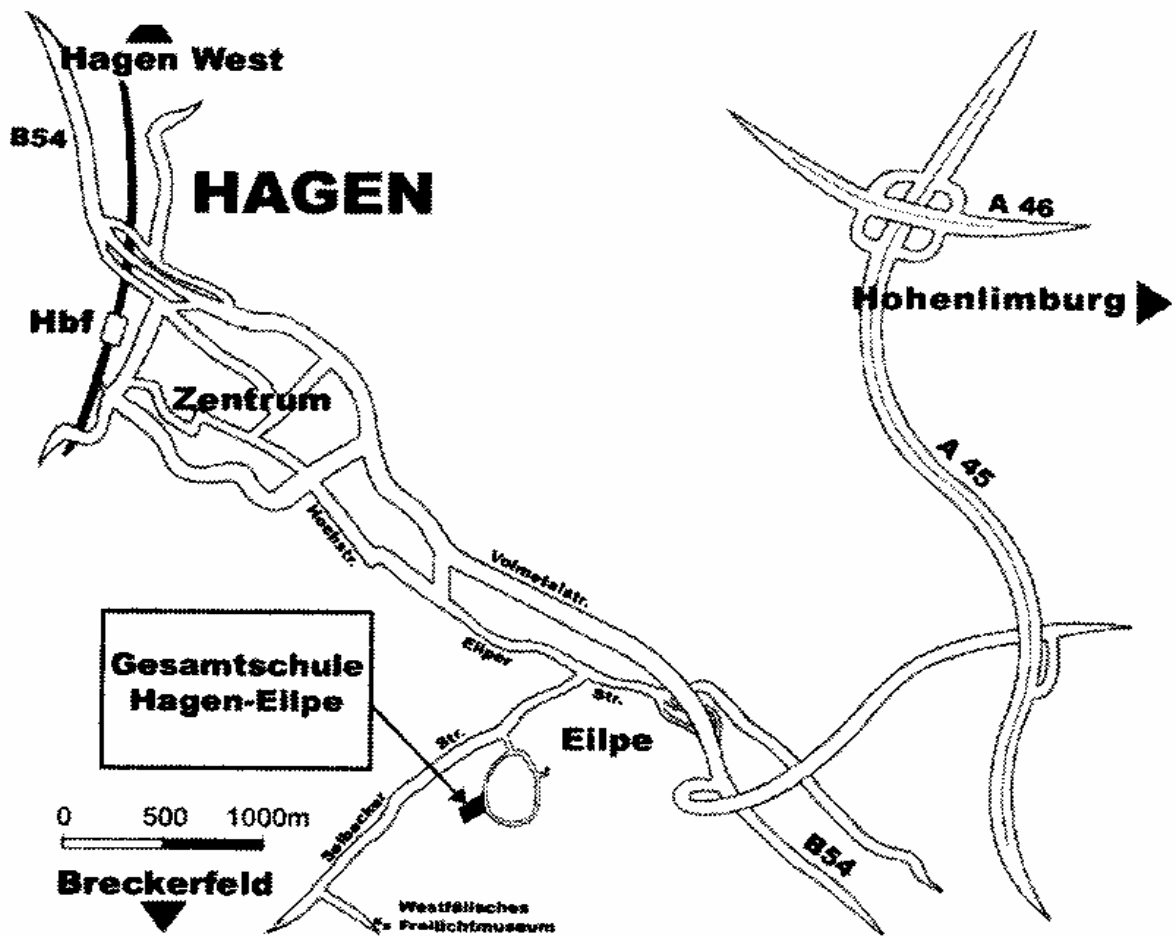 Hagen West
B54
HAGEN
A 46
Hohenlimburg
Hbf
Zentrum
A 45
Hochstr.
Volmetalstr.
Eilper
Str.
Gesamtschule
Hagen-Eilpe
Eilpe
Str.
Selbecker
0 500 1000m
B54
Breckerfeld
Westfälisches
Freilichtmuseum